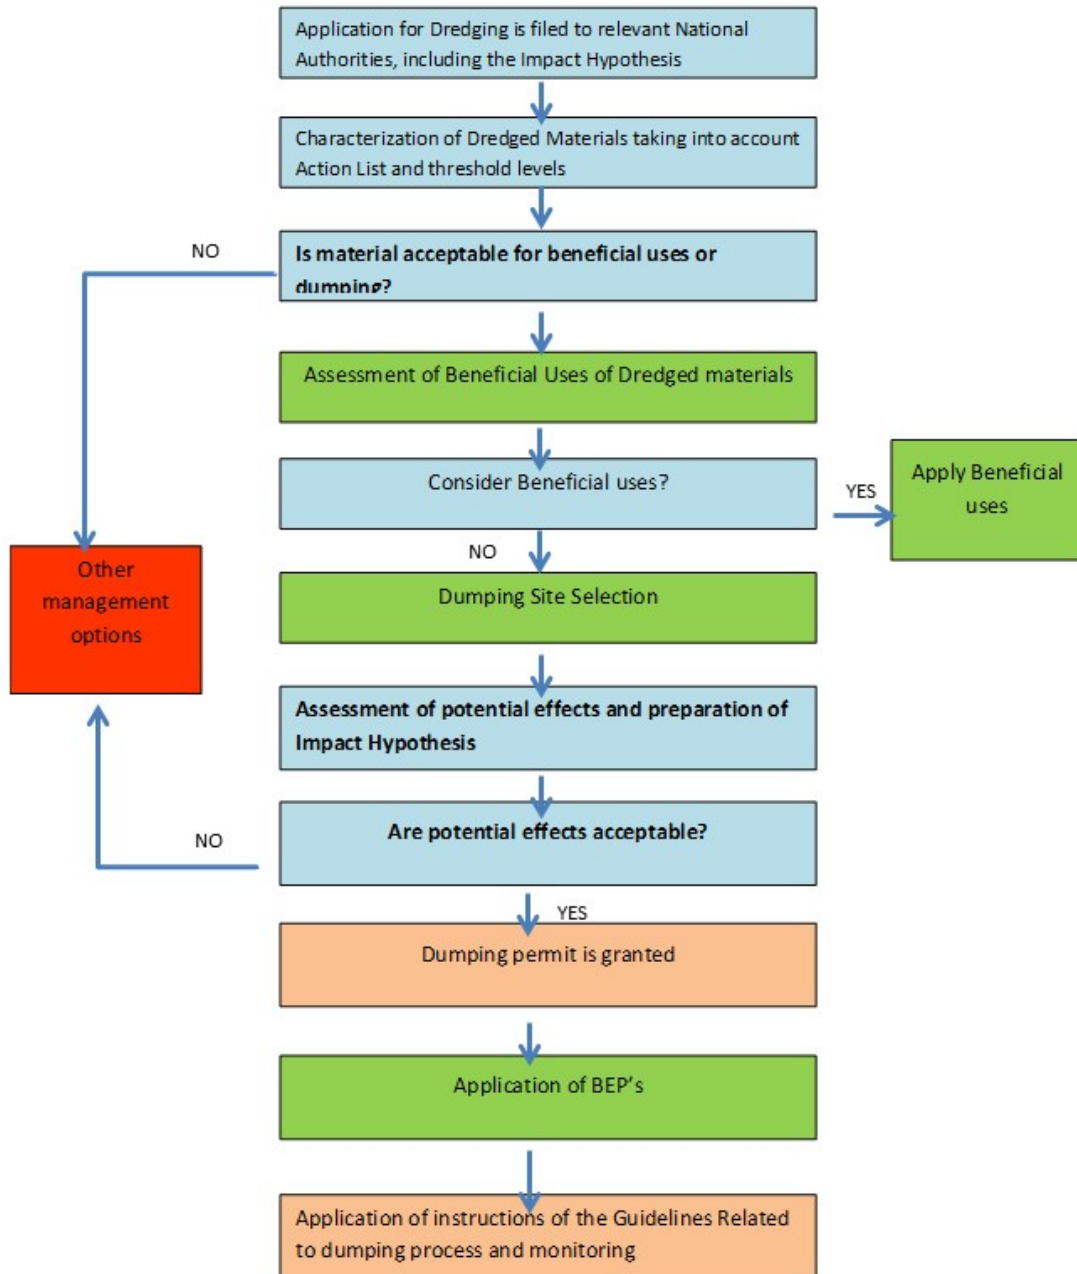 Application for Dredging is filed to relevant National
Authorities, including the Impact Hypothesis
Characterization of Dredged Materials taking into account
Action List and threshold levels
NO
Is material acceptable for beneficial uses or
dumping?
Assessment of Beneficial Uses of Dredged materials
Consider Beneficial uses?
YES
Apply Beneficial
uses
NO
Other
management
options
Dumping Site Selection
Assessment of potential effects and preparation of
Impact Hypothesis
Are potential effects acceptable?
NO
YES
Dumping permit is granted
Application of BEP's
Application of instructions of the Guidelines Related
to dumping process and monitoring